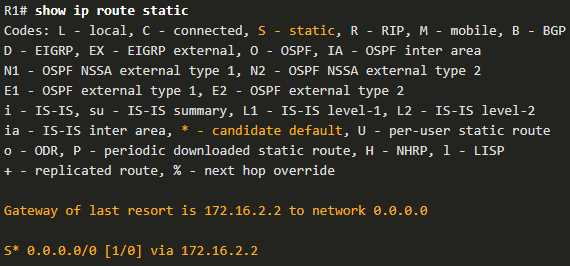 R1# show ip route static
Codes: L - local, C - connected, S - static, R - RIP, M - mobile, B - BGP
D - EIGRP, EX - EIGRP external, O - OSPF, IA - OSPF inter area
N1 - OSPF NSSA external type 1, N2 - OSPF NSSA external type 2
E1 - OSPF external type 1, E2 - OSPF external type 2
i - IS-IS, su - IS-IS summary, L1 - IS-IS level-1, L2 - IS-IS level-2
ia - IS-IS inter area, * - candidate default, U - per-user static route
o - ODR, P - periodic downloaded static route, H - NHRP, l - LISP
+ - replicated route, % - next hop override
Gateway of last resort is 172.16.2.2 to network 0.0.0.0
S* 0.0.0.0/0 [1/0] via 172.16.2.2